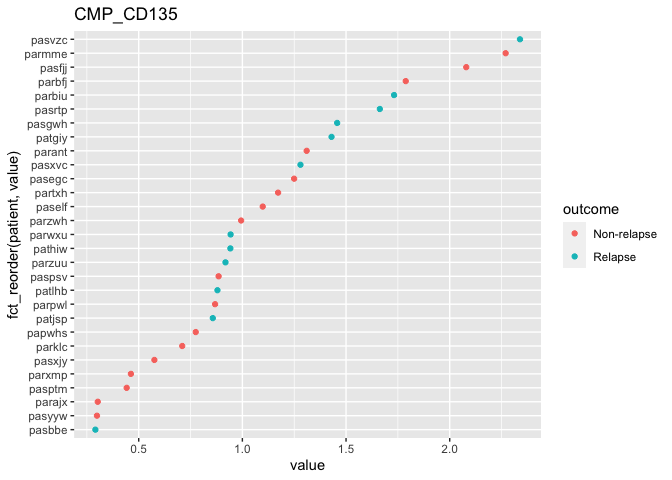 CMP_CD135
fct_reorder(patient, value)
pasvzc
parmme
pasfjj
parbfj
parbiu
pasrtp
pasgwh
patgiy
parant
pasxvc
pasegc
partxh
paself
parzwh
parwxu
pathiw
parzuu
paspsv
patlhb
parpwl
patjsp
papwhs
parklc
pasxjy
parxmp
pasptm
parajx
pasyyw
pasbbe
0.5 1.0 1.5 2.0
value
outcome
Non-relapse
Relapse